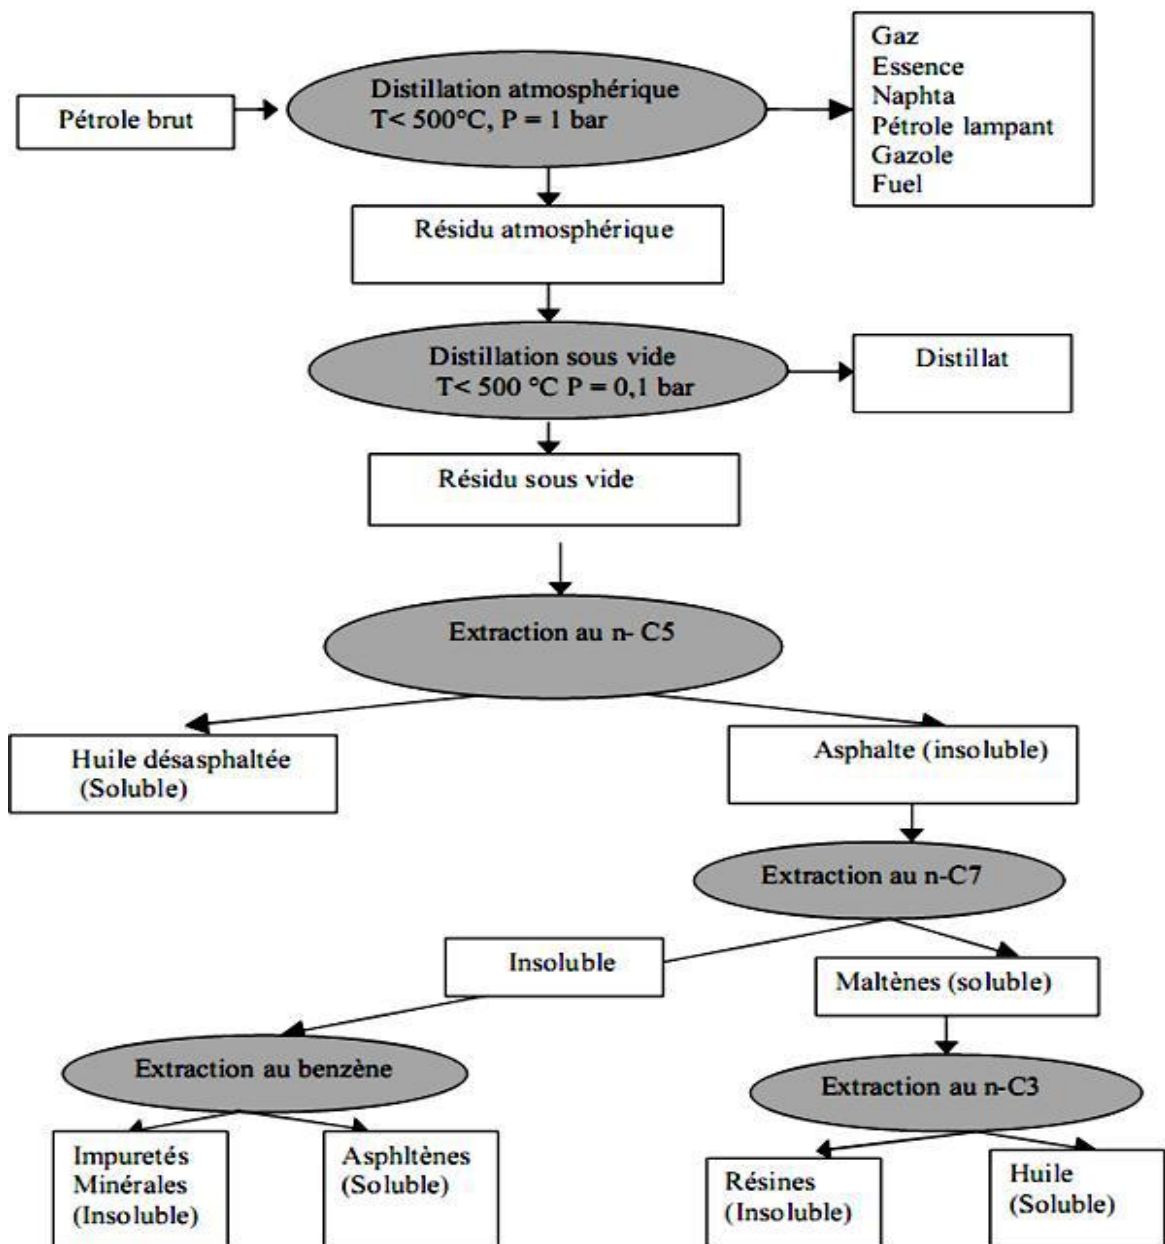 Gaz
Essence
Naphta
Pétrole lampant
Gazole
Fuel
Pétrole brut
Distillation atmosphérique
T< 500°C, P = 1 bar
Résidu atmosphérique
Distillation sous vide
T< 500 °C P = 0,1 bar
Distillat
Résidu sous vide
Extraction au n- C5
Huile désasphaltée
(Soluble)
Asphalte (insoluble)
Extraction au n-C7
Insoluble
Maltènes (soluble)
Extraction au benzène
Extraction au n-C3
Impuretés
Minérales
(Insoluble)
Asphltènes
(Soluble)
Résines
(Insoluble)
Huile
(Soluble)